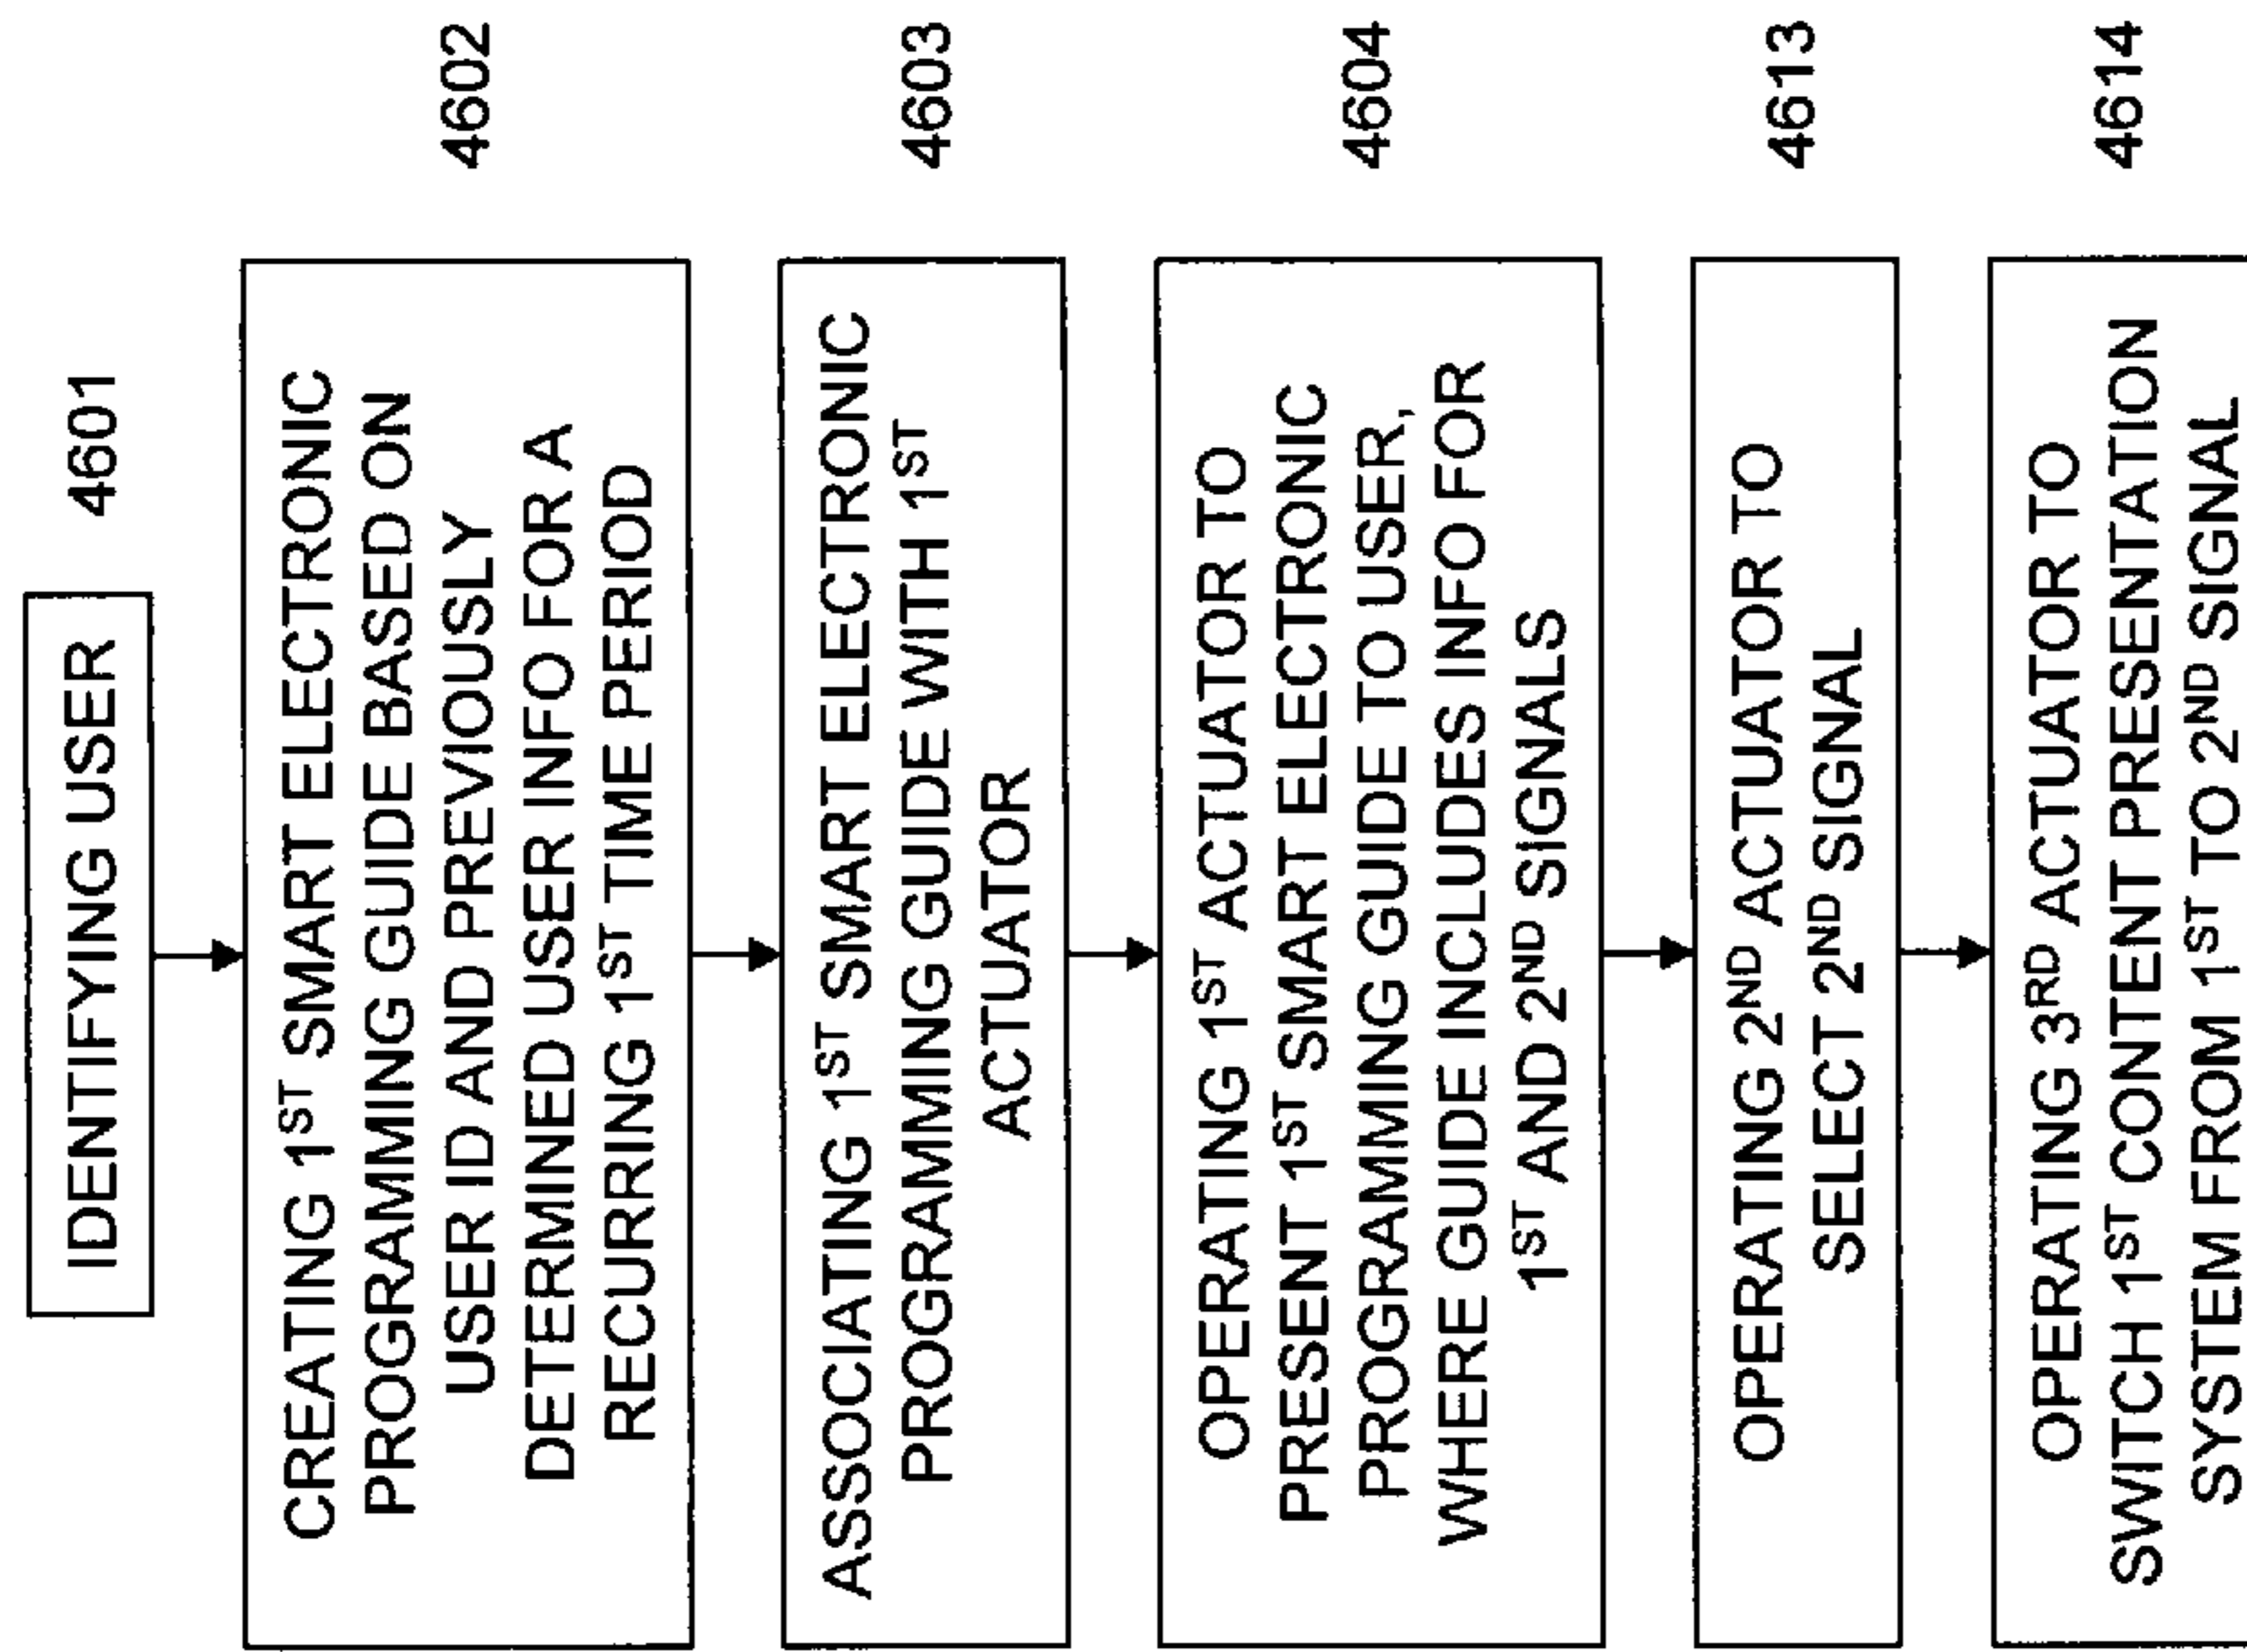 IDENTIFYING USER
4601
CREATING 1ST SMART ELECTRONIC
PROGRAMMING GUIDE BASED ON
USER ID AND PREVIOUSLY
DETERMINED USER INFO FOR A
RECURRING 1ST TIME PERIOD
4602
ASSOCIATING 1ST SMART ELECTRONIC
PROGRAMMING GUIDE WITH 1ST
ACTUATOR
4603
OPERATING 1ST ACTUATOR TO
PRESENT 1ST SMART ELECTRONIC
PROGRAMMING GUIDE TO USER,
WHERE GUIDE INCLUDES INFO FOR
1ST AND 2ND SIGNALS
4604
OPERATING 2ND ACTUATOR TO
SELECT 2ND SIGNAL
4613
OPERATING 3RD ACTUATOR TO
SWITCH 1ST CONTENT PRESENTATION
SYSTEM FROM 1ST TO 2ND SIGNAL
4614